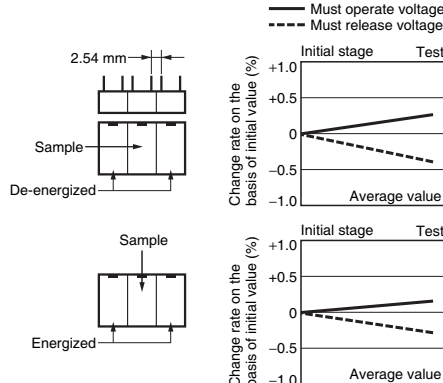 Must operate voltage
Must release voltage
2.54 mm
Sample
De-energized
Initial stage Test
Change rate on the
basis of initial value (%)
+1.0
+0.5
0
−0.5
−1.0
Average value
Sample
Energized
Initial stage Test
Change rate on the
basis of initial value (%)
+1.0
+0.5
0
−0.5
−1.0
Average value